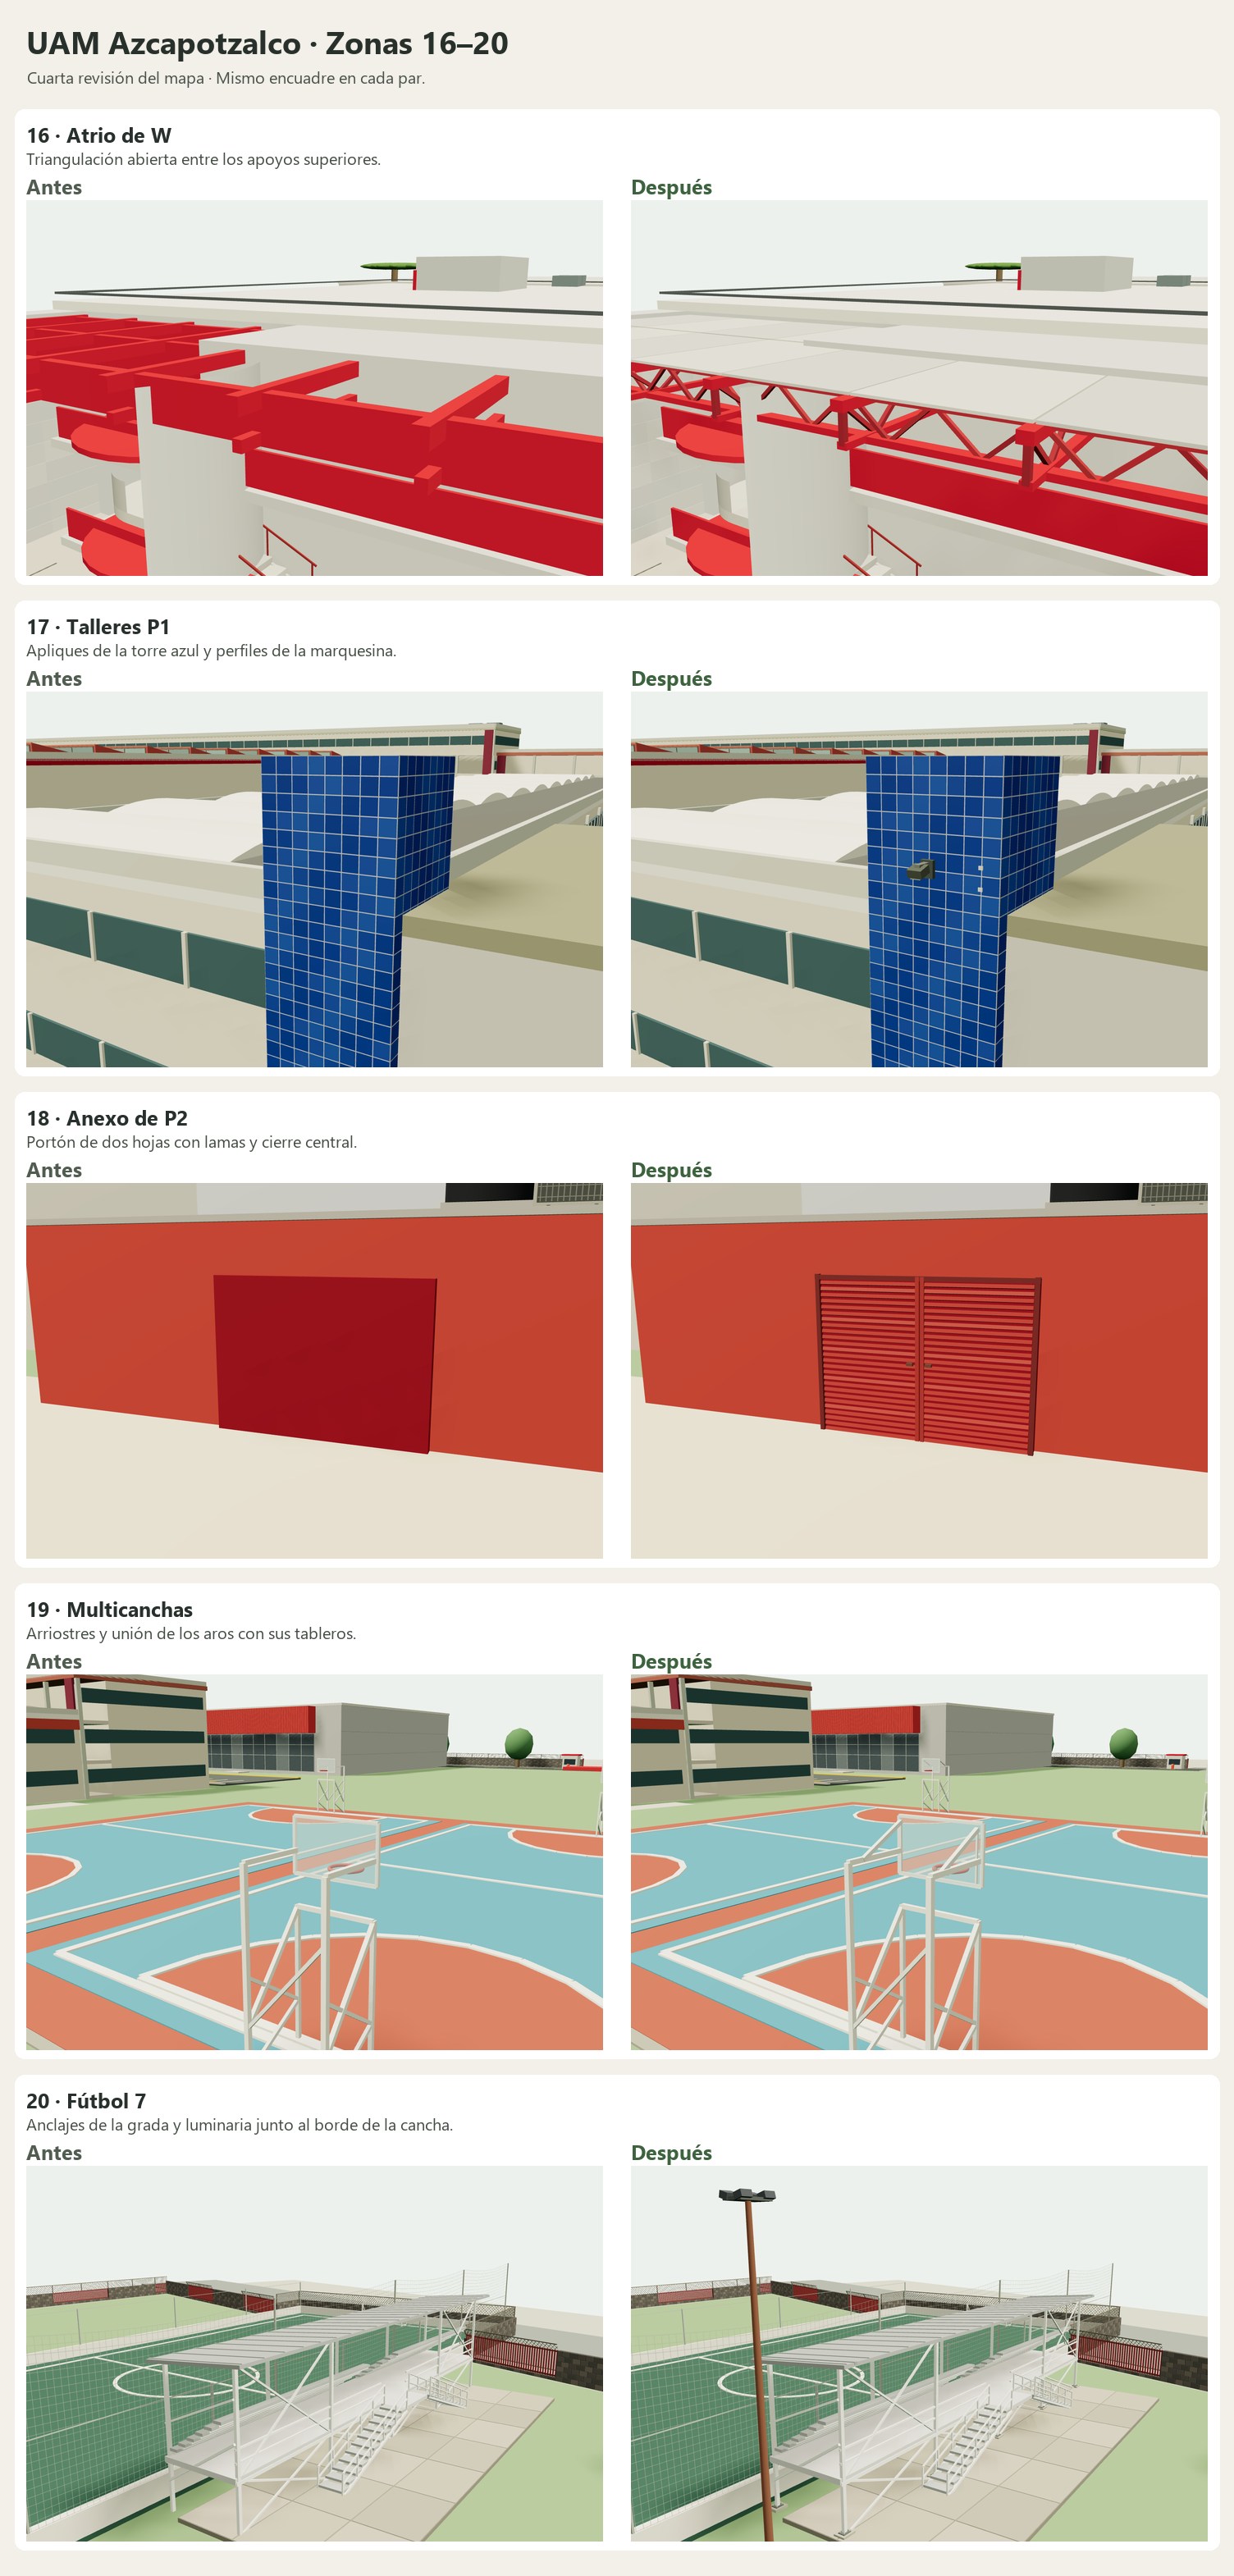 UAM Azcapotzalco · Zonas 16–20
Cuarta revisión del mapa · Mismo encuadre en cada par.
16 · Atrio de W
Triangulación abierta entre los apoyos superiores.
Antes
Después
17 · Talleres P1
Apliques de la torre azul y perfiles de la marquesina.
Antes
Después
18 · Anexo de P2
Portón de dos hojas con lamas y cierre central.
Antes
Después
19 · Multicanchas
Arriostres y unión de los aros con sus tableros.
Antes
Después
20 · Fútbol 7
Anclajes de la grada y luminaria junto al borde de la cancha.
Antes
Después